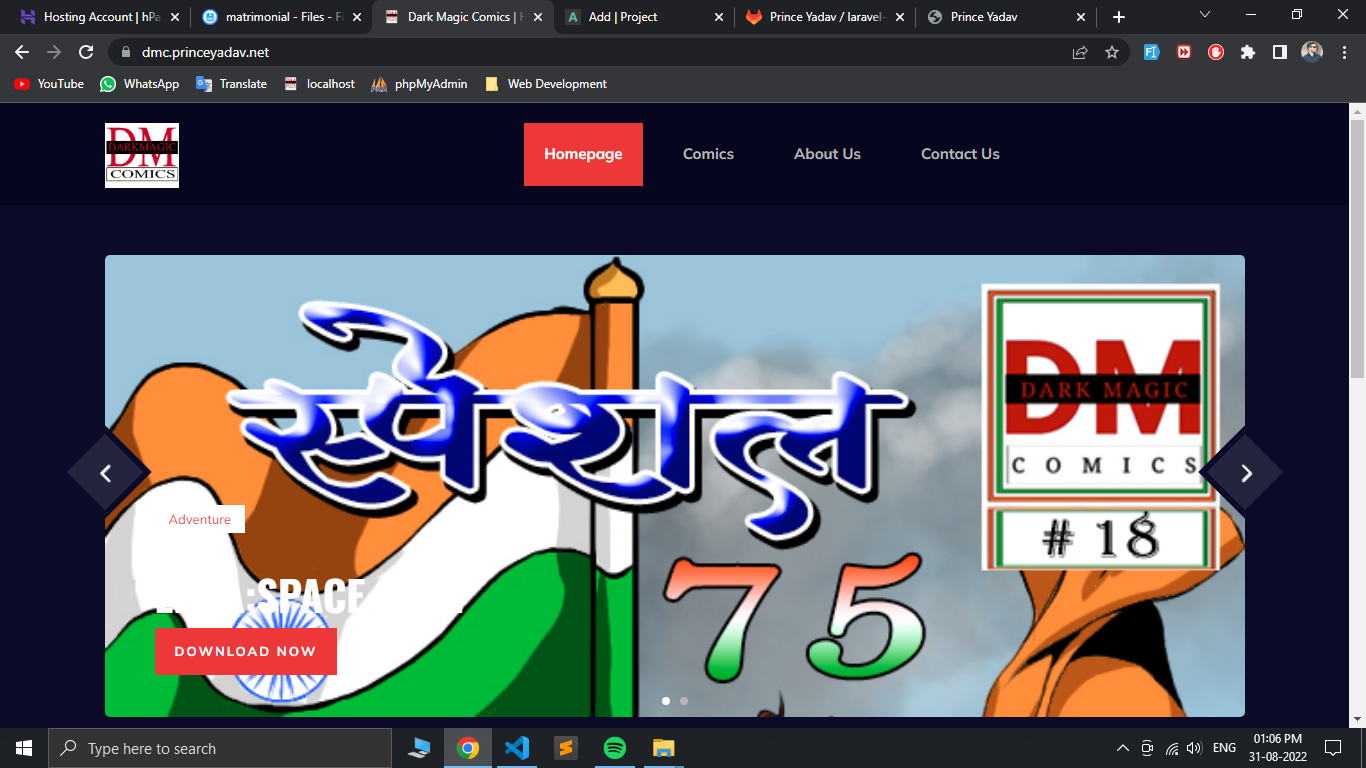 Hosting Account | hPa
matrimonial - Files - Fi
Dark Magic Comics | H
Add | Project
Prince Yadav / laravel-
Prince Yadav
dmc.princeyadav.net
YouTube
WhatsApp
Translate
localhost
phpMyAdmin
Web Development
DM
DARKMAGIC
COMICS
Homepage
Comics
About Us
Contact Us
स्पेशल
DM
DARK MAGIC
COMICS
# 18
75
Adventure
:SPACE
DOWNLOAD NOW
Type here to search
ENG
01:06 PM
31-08-2022